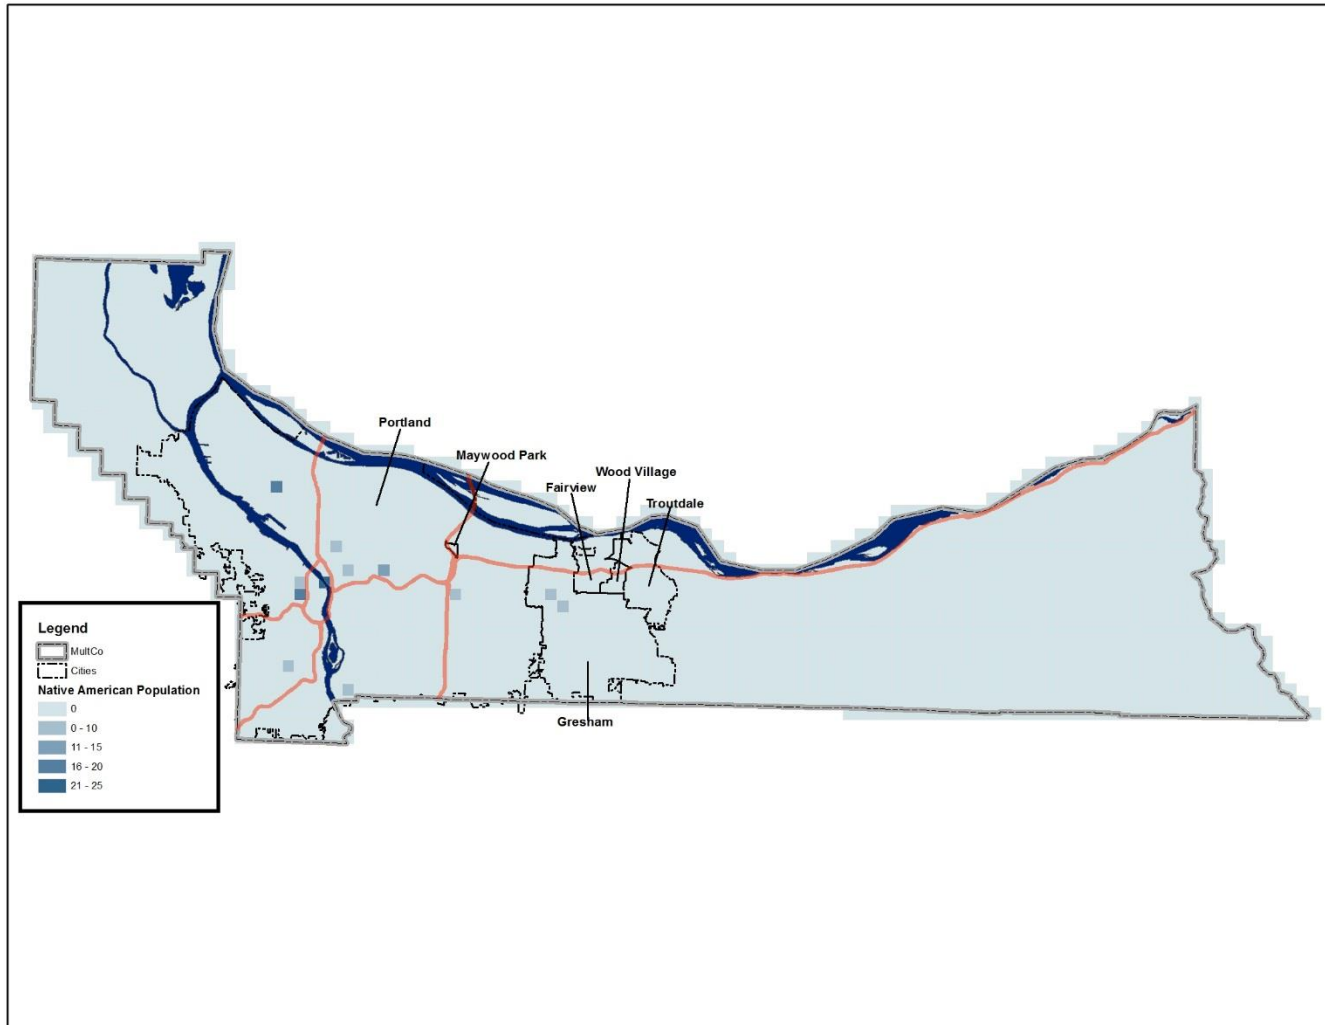 Portland
Maywood Park
Wood Village
Fairview
Troutdale
Gresham
Legend
MultCo
Cities
Native American Population
0
0 - 10
11 - 15
16 - 20
21 - 25